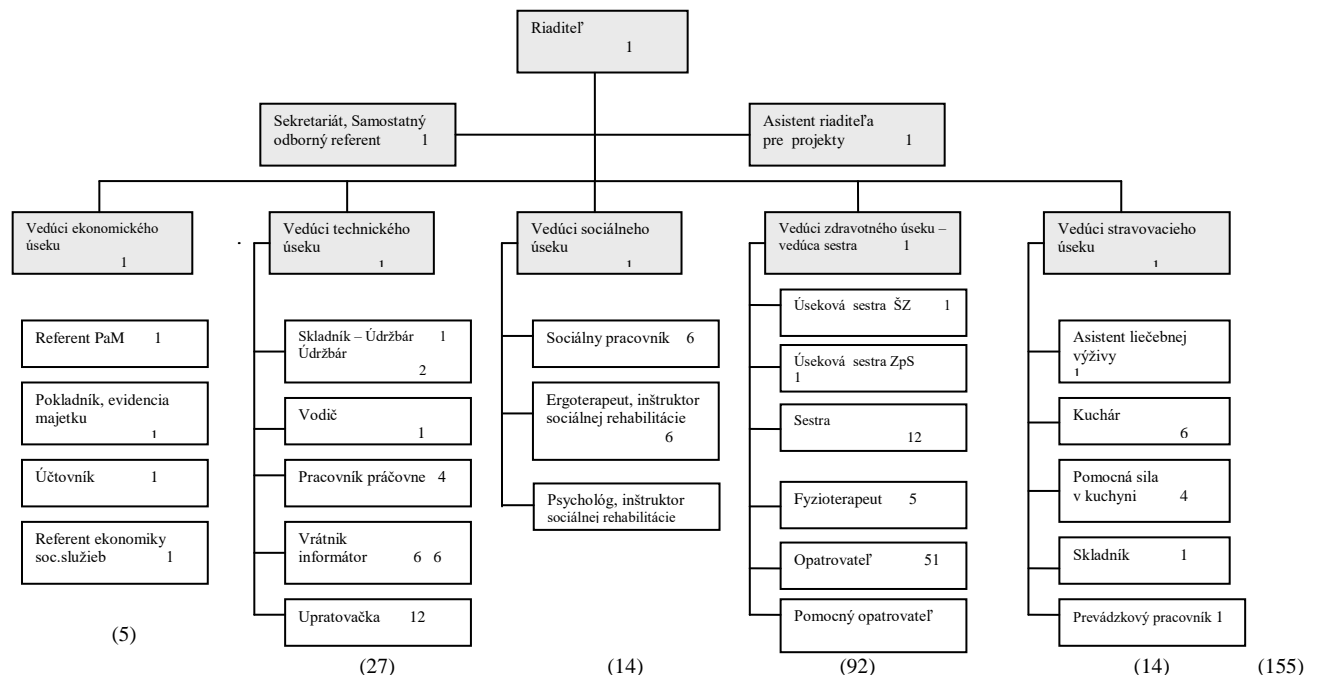 Riaditeľ
1
Sekretariát, Samostatný
odborný referent 1
Asistent riaditeľa
pre projekty 1
Vedúci ekonomického
úseku
1
Vedúci technického
úseku
1
Vedúci sociálneho
úseku
1
Vedúci zdravotného úseku –
vedúca sestra 1
Vedúci stravovacieho
úseku
1
Referent PaM 1
Pokladník, evidencia
majetku
1
Účtovník 1
Referent ekonomiky
soc.služieb 1
(5)
Skladník – Údržbár 1
Údržbár
2
Vodič
1
Pracovník práčovne 4
Vrátnik
informátor 6 6
Upratovačka 12
(27)
Sociálny pracovník 6
Ergoterapeut, inštruktor
sociálnej rehabilitácie
6
Psychológ, inštruktor
sociálnej rehabilitácie
(14)
Úseková sestra ŠZ 1
Úseková sestra ZpS
1
Sestra
12
Fyzioterapeut 5
Opatrovateľ 51
Pomocný opatrovateľ
(92)
Asistent liečebnej
výživy
1
Kuchár
6
Pomocná sila
v kuchyni 4
Skladník 1
Prevádzkový pracovník 1
(14)
(155)